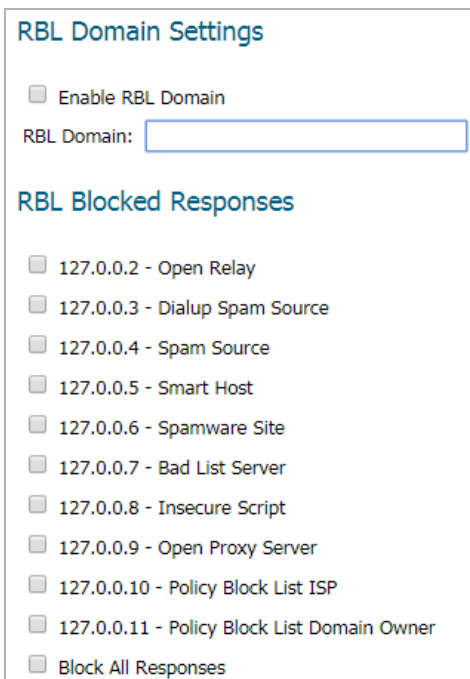 RBL Domain Settings
Enable RBL Domain
RBL Domain:
RBL Blocked Responses
127.0.0.2 - Open Relay
127.0.0.3 - Dialup Spam Source
127.0.0.4 - Spam Source
127.0.0.5 - Smart Host
127.0.0.6 - Spamware Site
127.0.0.7 - Bad List Server
127.0.0.8 - Insecure Script
127.0.0.9 - Open Proxy Server
127.0.0.10 - Policy Block List ISP
127.0.0.11 - Policy Block List Domain Owner
Block All Responses